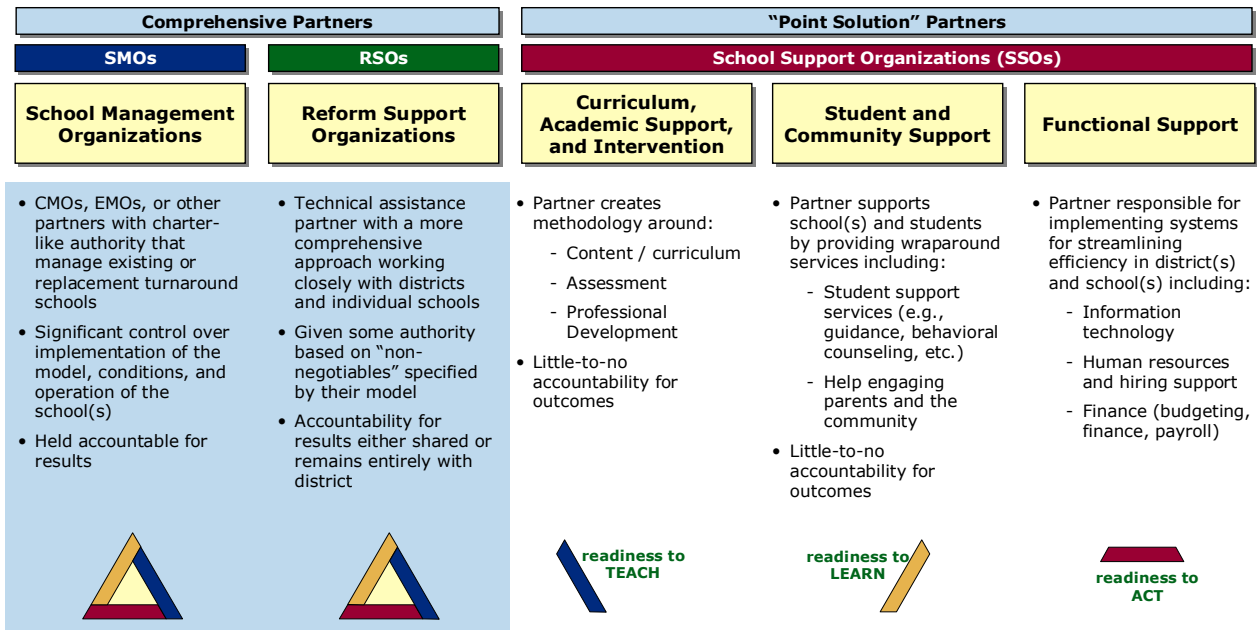 Comprehensive Partners
“Point Solution” Partners
SMOs
RSOs
School Support Organizations (SSOs)
School Management
Organizations
Reform Support
Organizations
Curriculum,
Academic Support,
and Intervention
Student and
Community Support
Functional Support
• CMOs, EMOs, or other
partners with charter-
like authority that
manage existing or
replacement turnaround
schools
• Significant control over
implementation of the
model, conditions, and
operation of the
school(s)
• Held accountable for
results
• Technical assistance
partner with a more
comprehensive
approach working
closely with districts
and individual schools
• Given some authority
based on “non-
negotiables” specified
by their model
• Accountability for
results either shared or
remains entirely with
district
• Partner creates
methodology around:
- Content / curriculum
- Assessment
- Professional
Development
• Little-to-no
accountability for
outcomes
• Partner supports
school(s) and students
by providing wraparound
services including:
- Student support
services (e.g.,
guidance, behavioral
counseling, etc.)
- Help engaging
parents and the
community
• Little-to-no
accountability for
outcomes
• Partner responsible for
implementing systems
for streamlining
efficiency in district(s)
and school(s) including:
- Information
technology
- Human resources
and hiring support
- Finance (budgeting,
finance, payroll)
readiness to
TEACH
readiness to
LEARN
readiness to
ACT